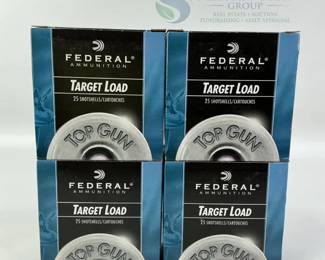 GROUP
REAL ESTATE • AUCTION
FUNDRAISING • ASSET APPRAISAL
FEDERAL
AMMUNITION
TARGET LOAD
25 SHOTSHELLS/CARTOUCHES
TOP GUN
FEDERAL
AMMUNITION
TARGET LOAD
25 SHOTSHELLS/CARTOUCHES
TOP GUN
FEDERAL
AMMUNITION
TARGET LOAD
25 SHOTSHELLS/CARTOUCHES
TOP GUN
FEDERAL
AMMUNITION
TARGET LOAD
25 SHOTSHELLS/CARTOUCHES
TOP GUN